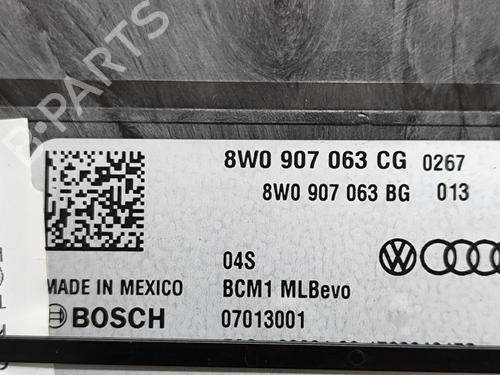 B-PARTS
8W0 907 063 CG 0267
8W0 907 063 BG 013
04S
MADE IN MEXICO BCM1 MLBevo
BOSCH 07013001